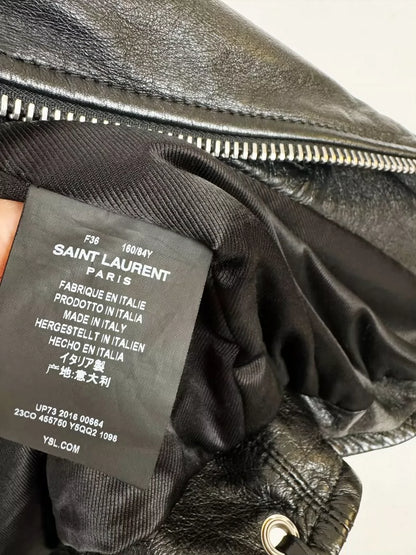 F36 160/84Y
SAINT LAURENT
PARIS
FABRIQUE EN ITALIE
PRODOTTO IN ITALIA
MADE IN ITALY
HERGESTELLT IN ITALIEN
HECHO EN ITALIA
イタリア製
产地:意大利
UP73 2016 00664
23CO 455750 Y5QQ2 1098
YSL.COM